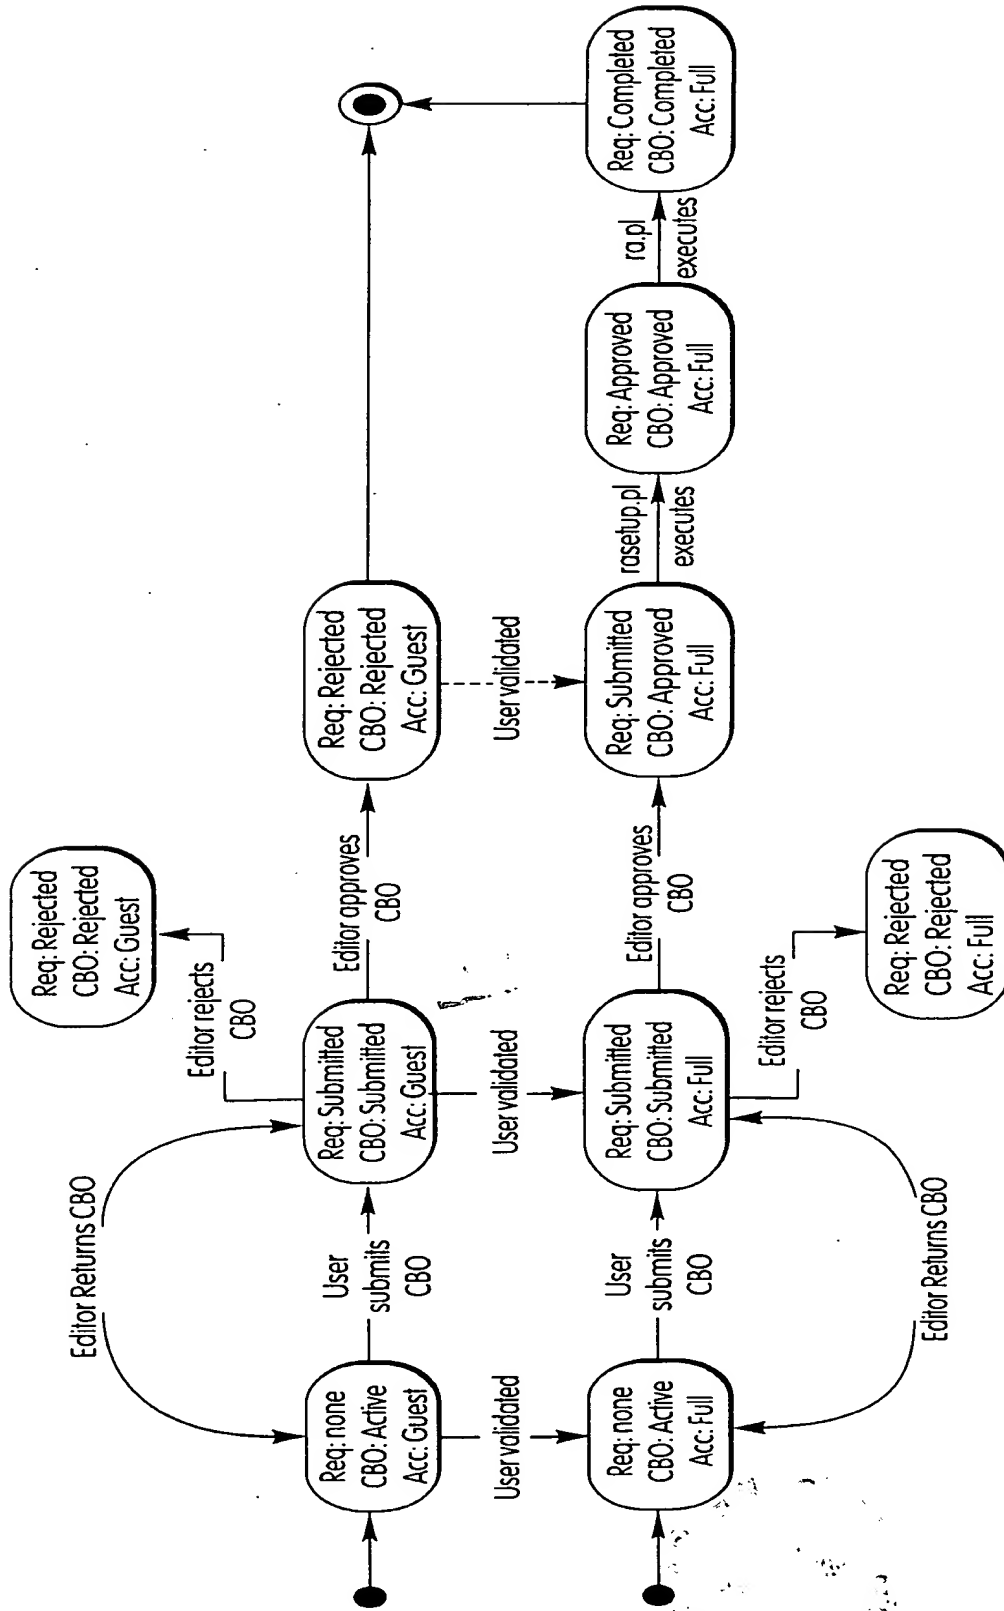 Editor Returns CBO
Editor rejects
CBO
Req: Rejected
CBO: Rejected
Acc: Guest
Req: none
CBO: Active
Acc: Guest
User
submits
CBO
Req: Submitted
CBO: Submitted
Acc: Guest
Editor approves
CBO
Req: Rejected
CBO: Rejected
Acc: Guest
User validated
User validated
User validated
Req: none
CBO: Active
Acc: Full
User
submits
CBO
Req: Submitted
CBO: Submitted
Acc: Full
Editor approves
CBO
Req: Submitted
CBO: Approved
Acc: Full
rasetup.pl
executes
Req: Approved
CBO: Approved
Acc: Full
ra.pl
executes
Req: Completed
CBO: Completed
Acc: Full
Editor rejects
CBO
Editor Returns CBO
Req: Rejected
CBO: Rejected
Acc: Full